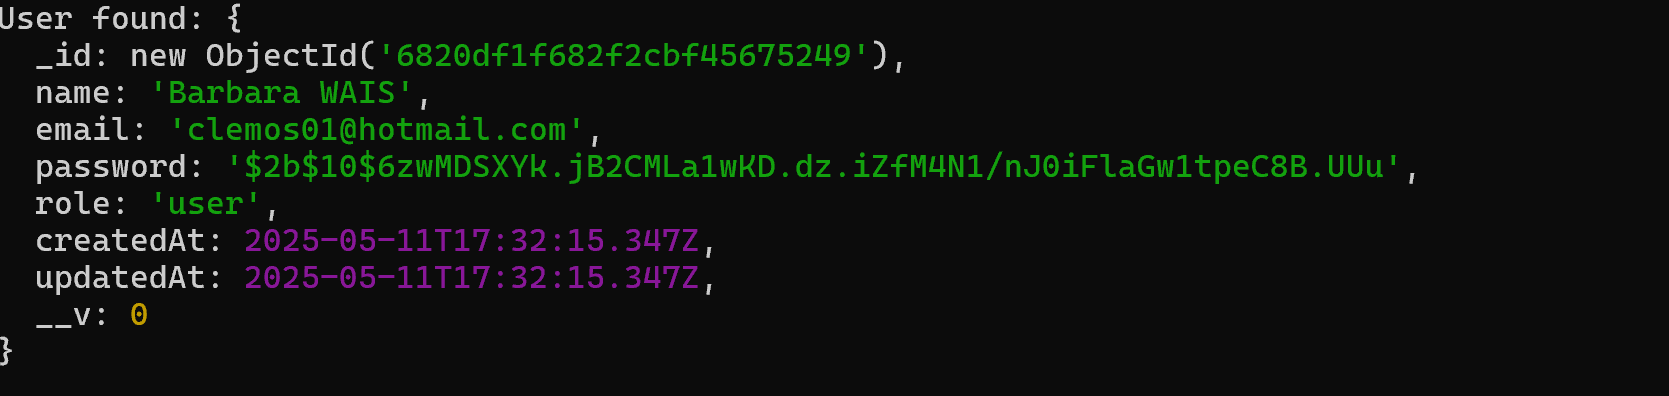 User found: {
  _id: new ObjectId('6820df1f682f2cbf45675249'),
  name: 'Barbara WAIS',
  email: 'clemos01@hotmail.com',
  password: '$2b$10$6zwMDSXYk.jB2CMLa1wKD.dz.iZfM4N1/nJ0iFlaGw1tpeC8B.UUu',
  role: 'user',
  createdAt: 2025-05-11T17:32:15.347Z,
  updatedAt: 2025-05-11T17:32:15.347Z,
  __v: 0
}